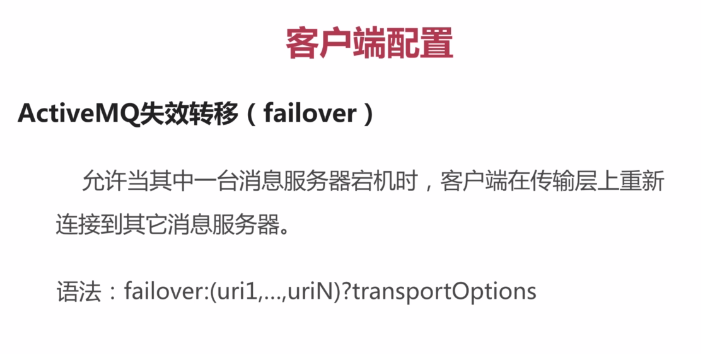 客户端配置
ActiveMQ失效转移（failover）
允许当其中一台消息服务器宕机时，客户端在传输层上重新
连接到其它消息服务器。
语法：failover:(uri1,...,uriN)?transportOptions